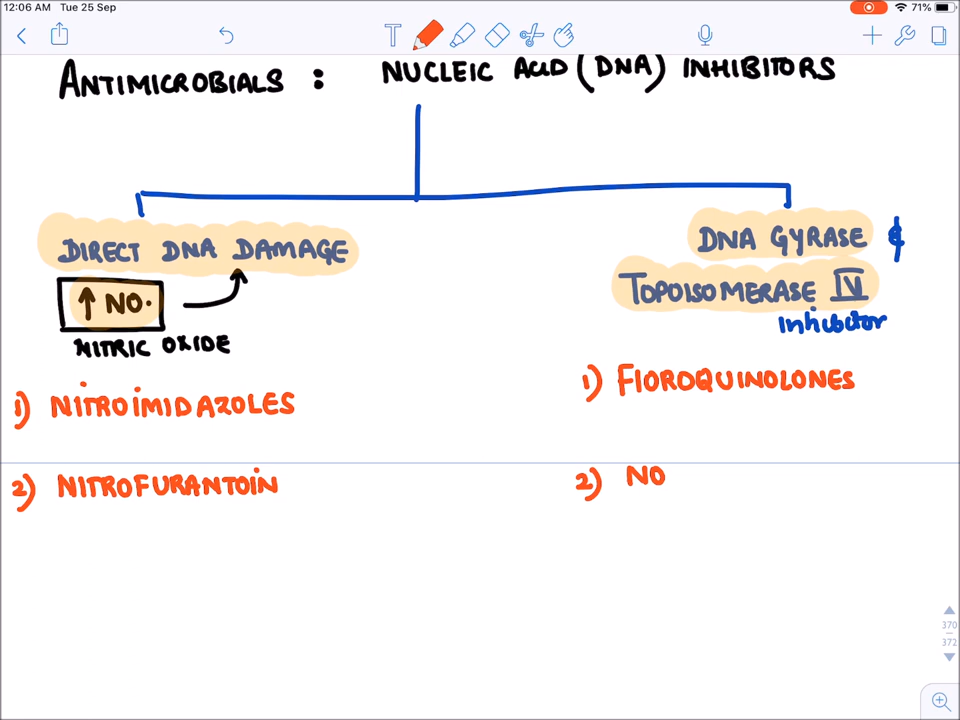 12:06 AM Tue 25 Sep
71%
T
ANTIMICROBIALS : NUCLEIC ACID (DNA) INHIBITORS
DIRECT DNA DAMAGE
↑ NO·
NITRIC OXIDE
1) NITROIMIDAZOLES
2) NITROFURANTOIN
DNA GYRASE &
TOPOISOMERASE IV
inhibitor
1) FlOROQUINOLONES
2) NO
370
372